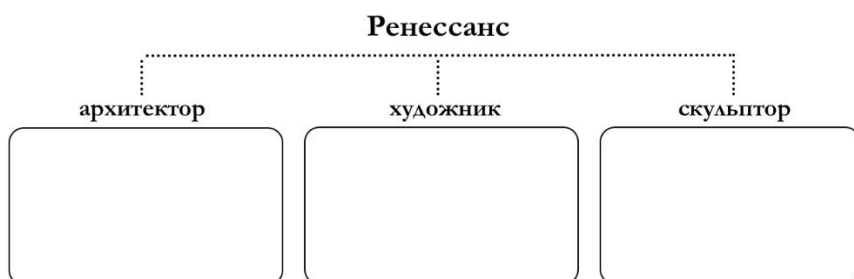 Ренессанс
архитектор художник скульптор